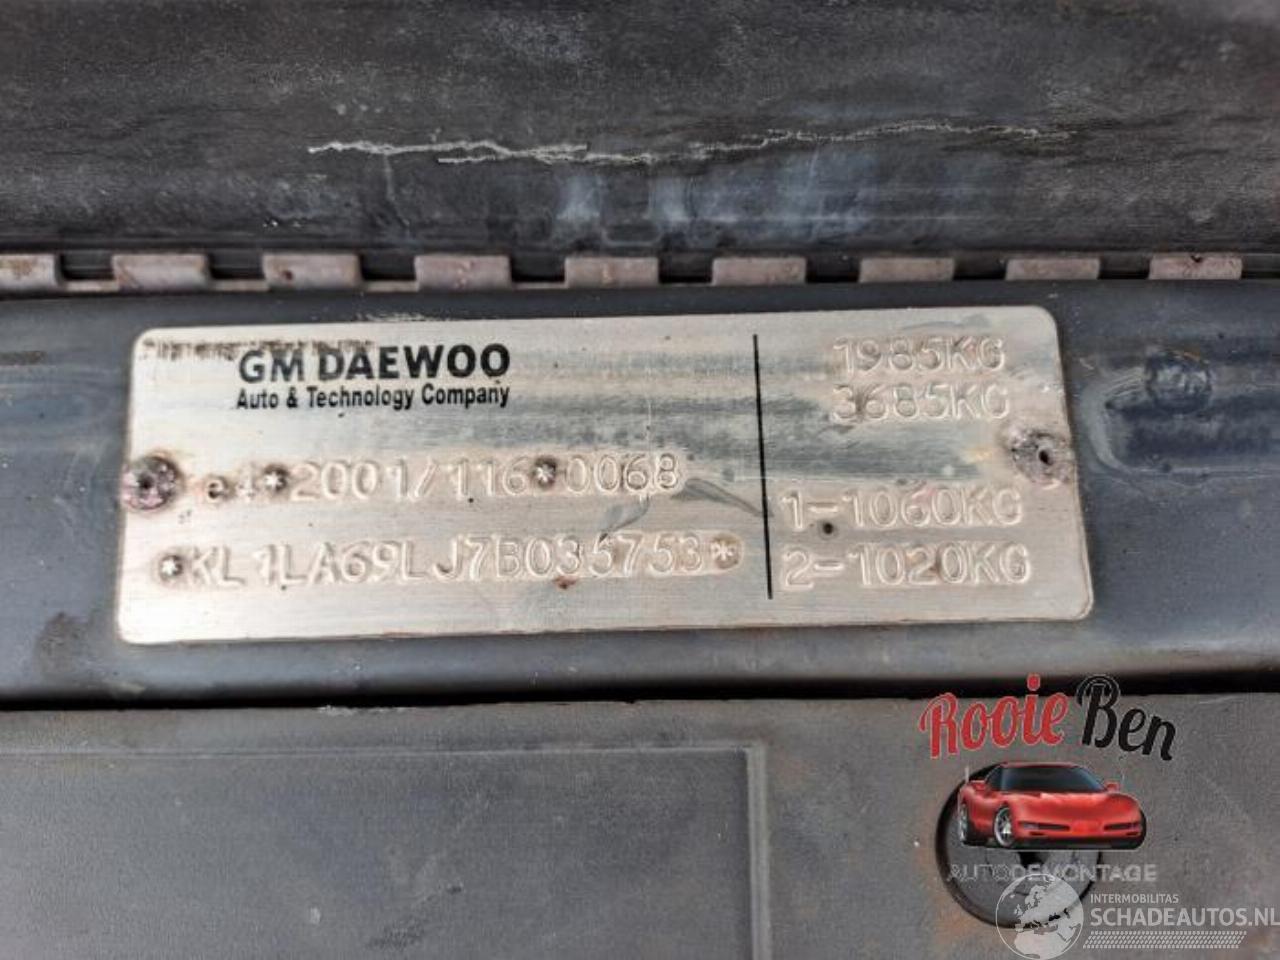 GM DAEWOO
Auto & Technology Company
e4*2001/116*0068
*KL1LA69LJ7B035753*
1985KG
3685KG
1-1060KG
2-1020KG
Rooie Ben
AUTODEMONTAGE
INTERMOBILITAS
SCHADEAUTOS.NL